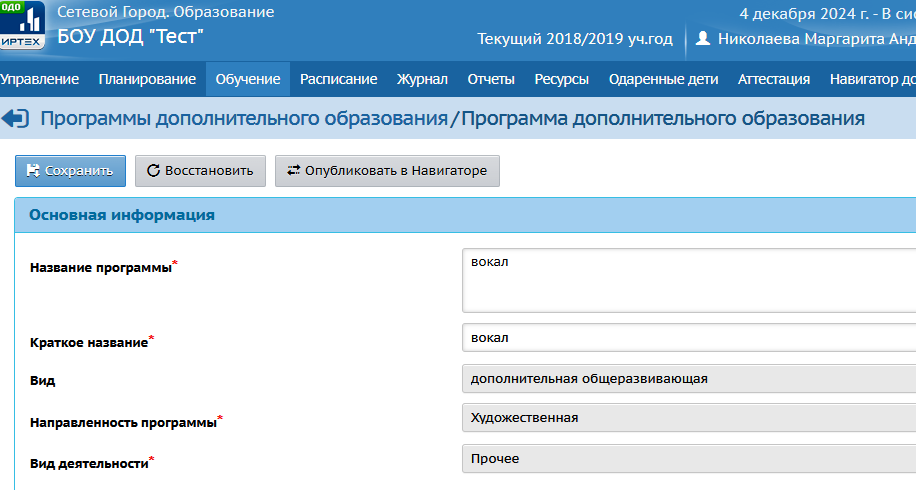 ОДО
ИРТЕХ
Сетевой Город. Образование
БОУ ДОД "Тест"
4 декабря 2024 г. - В сис
Текущий 2018/2019 уч.год
Николаева Маргарита Анд
Управление Планирование Обучение Расписание Журнал Отчеты Ресурсы Одаренные дети Аттестация Навигатор до
Программы дополнительного образования/Программа дополнительного образования
Сохранить Восстановить Опубликовать в Навигаторе
Основная информация
Название программы* вокал
Краткое название* вокал
Вид дополнительная общеразвивающая
Направленность программы* Художественная
Вид деятельности* Прочее